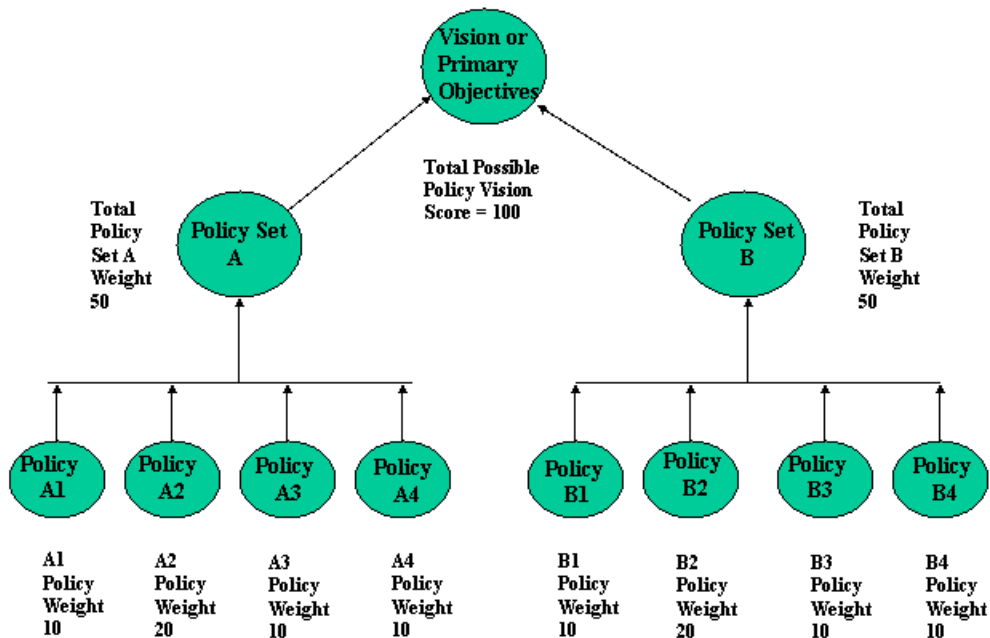 Vision or
Primary
Objectives
Total Possible
Policy Vision
Score = 100
Total
Policy
Set A
Weight
50
Policy Set
A
Policy Set
B
Total
Policy
Set B
Weight
50
Policy
A1
Policy
A2
Policy
A3
Policy
A4
Policy
B1
Policy
B2
Policy
B3
Policy
B4
A1
Policy
Weight
10
A2
Policy
Weight
20
A3
Policy
Weight
10
A4
Policy
Weight
10
B1
Policy
Weight
10
B2
Policy
Weight
20
B3
Policy
Weight
10
B4
Policy
Weight
10